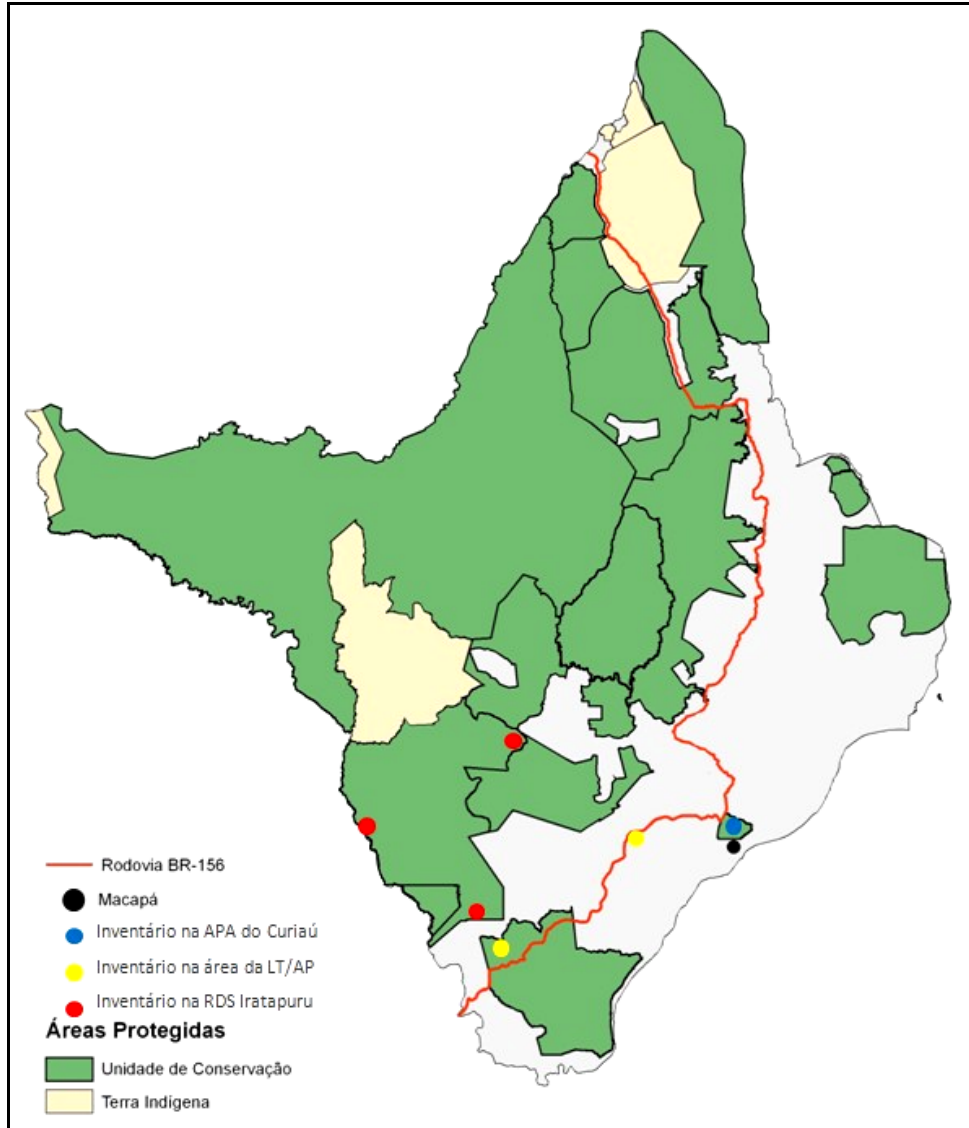 Rodovia BR-156
Macapá
Inventário na APA do Curiaú
Inventário na área da LT/AP
Inventário na RDS Iratapuru
Áreas Protegidas
Unidade de Conservação
Terra Indígena